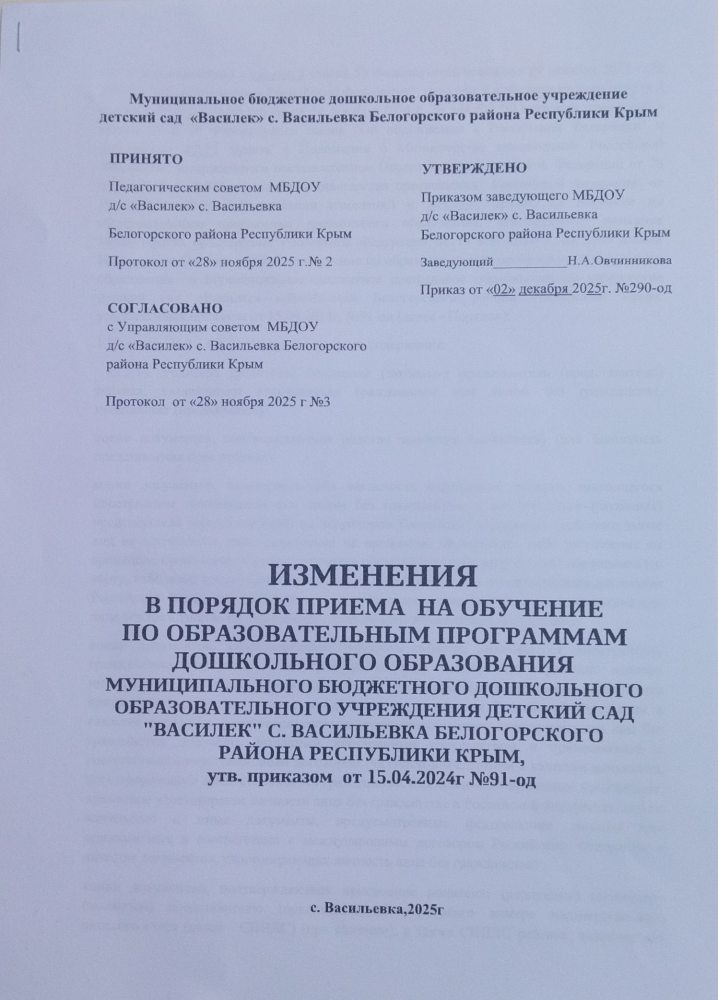 Муниципальное бюджетное дошкольное образовательное учреждение
детский сад «Василек» с. Васильевка Белогорского района Республики Крым
ПРИНЯТО
Педагогическим советом МБДОУ
д/с «Василек» с. Васильевка
Белогорского района Республики Крым
Протокол от «28» ноября 2025 г.№ 2
УТВЕРЖДЕНО
Приказом заведующего МБДОУ
д/с «Василек» с. Васильевка
Белогорского района Республики Крым
Заведующий___________Н.А.Овчинникова
Приказ от «02» декабря 2025г. №290-од
СОГЛАСОВАНО
с Управляющим советом МБДОУ
д/с «Василек» с. Васильевка Белогорского
района Республики Крым
Протокол от «28» ноября 2025 г №3
ИЗМЕНЕНИЯ
В ПОРЯДОК ПРИЕМА НА ОБУЧЕНИЕ
ПО ОБРАЗОВАТЕЛЬНЫМ ПРОГРАММАМ
ДОШКОЛЬНОГО ОБРАЗОВАНИЯ
МУНИЦИПАЛЬНОГО БЮДЖЕТНОГО ДОШКОЛЬНОГО
ОБРАЗОВАТЕЛЬНОГО УЧРЕЖДЕНИЯ ДЕТСКИЙ САД
"ВАСИЛЕК" С. ВАСИЛЬЕВКА БЕЛОГОРСКОГО
РАЙОНА РЕСПУБЛИКИ КРЫМ,
утв. приказом от 15.04.2024г №91-од
с. Васильевка,2025г